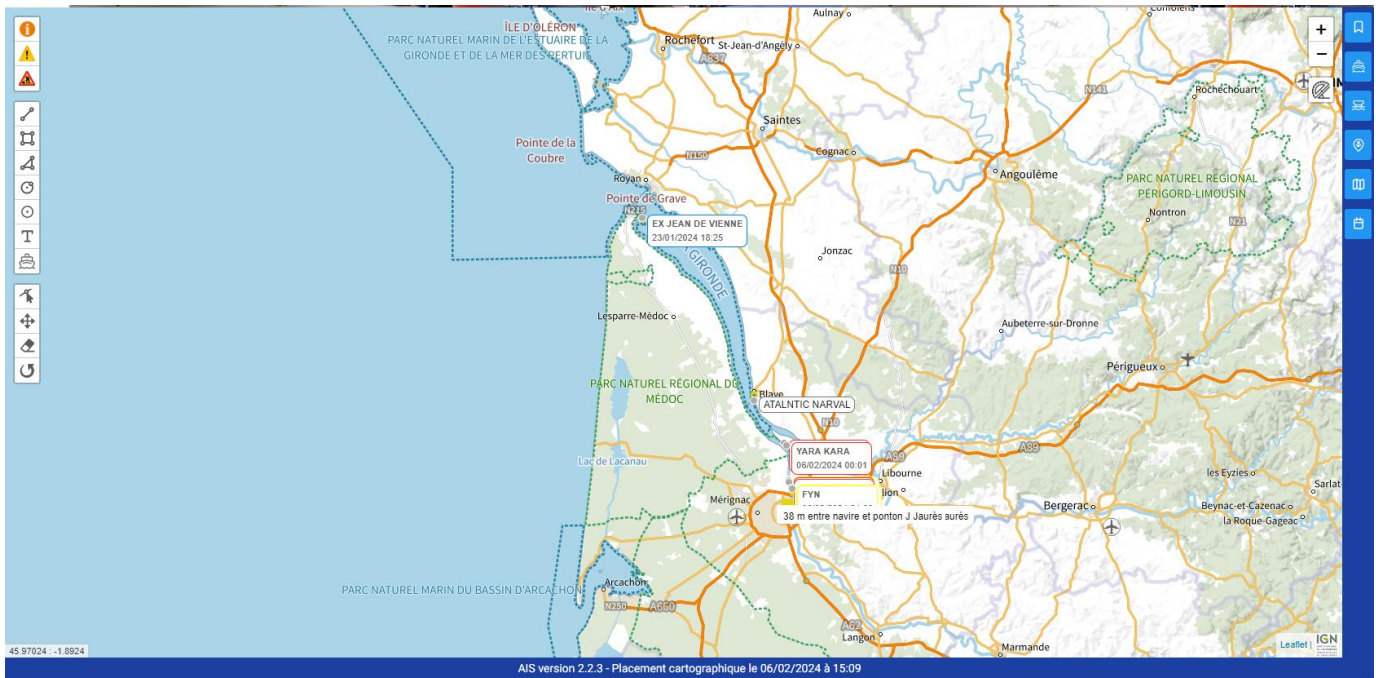 Aulnay
ÎLE D'OLÉRON
PARC NATUREL MARIN DE L'ESTUAIRE DE LA
GIRONDE ET DE LA MER DES PERTUIS
Rochefort
St-Jean-d'Angély
A837
N141
Rochechouart
+
−
Saintes
Pointe de la
Coubre
N150
Cognac
Angoulême
PARC NATUREL RÉGIONAL
PÉRIGORD-LIMOUSIN
Royan
Pointe de Grave
N215
Nontron
N21
EX JEAN DE VIENNE
23/01/2024 18:25
GIRONDE
Jonzac
N10
Lesparre-Médoc
Aubeterre-sur-Dronne
Périgueux
PARC NATUREL RÉGIONAL DU
MÉDOC
Blaye
ATALNTIC NARVAL
N10
A89
A89
YARA KARA
06/02/2024 00:01
Lac de Lacanau
Libourne
les Eyzies
Sarlat
Mérignac
FYN
lion
Bergerac
Beynac-et-Cazenac
la Roque-Gageac
38 m entre navire et ponton J Jaurès aurès
PARC NATUREL MARIN DU BASSIN D'ARCACHON
Arcachon
N250
A660
A62
Langon
Marmande
T
45.97024 : -1.8924
Leaflet |
IGN
AIS version 2.2.3 - Placement cartographique le 06/02/2024 à 15:09